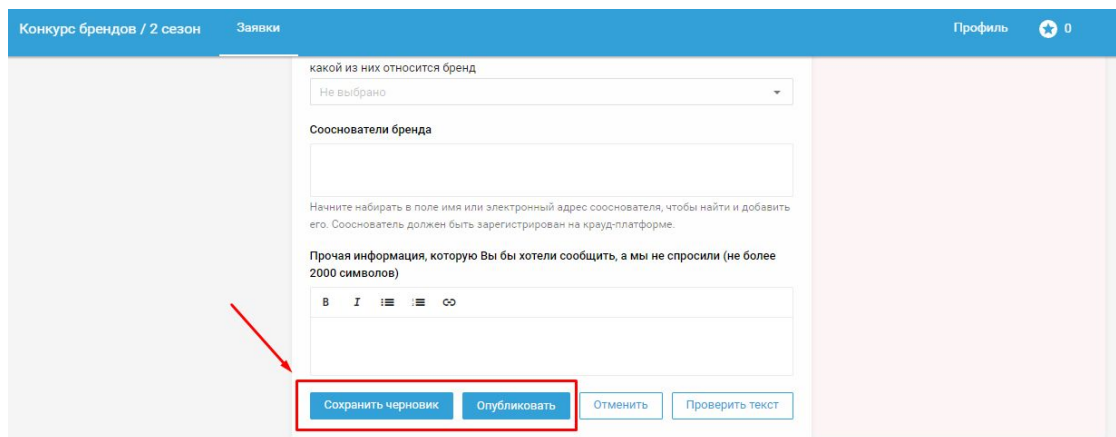 Конкурс брендов / 2 сезон Заявки Профиль 0
какой из них относится бренд
Не выбрано
Сооснователи бренда
Начните набирать в поле имя или электронный адрес сооснователя, чтобы найти и добавить
его. Сооснователь должен быть зарегистрирован на крауд-платформе.
Прочая информация, которую Вы бы хотели сообщить, а мы не спросили (не более
2000 символов)
B I
Сохранить черновик Опубликовать Отменить Проверить текст